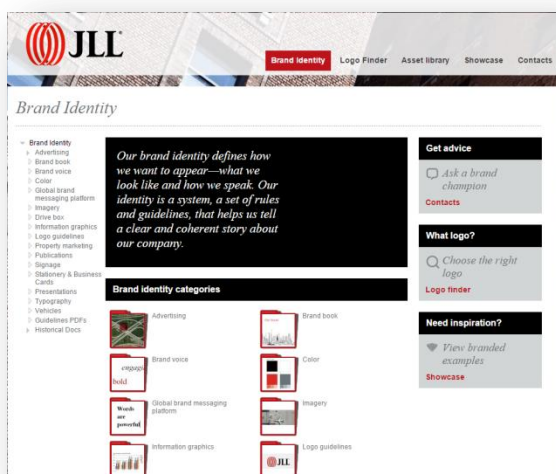 JLL
Brand Identity
Logo Finder
Asset library
Showcase
Contacts
Brand Identity
Brand Identity
Advertising
Brand book
Brand voice
Color
Global brand
messaging platform
Imagery
Drive box
Information graphics
Logo guidelines
Property marketing
Publications
Signage
Stationery & Business
Cards
Presentations
Typography
Vehicles
Guidelines PDFs
Historical Docs
Our brand identity defines how
we want to appear—what we
look like and how we speak. Our
identity is a system, a set of rules
and guidelines, that helps us tell
a clear and coherent story about
our company.
Brand identity categories
Advertising
Brand book
engagi
bold
Brand voice
Color
Words
are
powerful
Global brand messaging
platform
Imagery
Information graphics
JLL
Logo guidelines
Get advice
Ask a brand
champion
Contacts
What logo?
Choose the right
logo
Logo finder
Need inspiration?
View branded
examples
Showcase